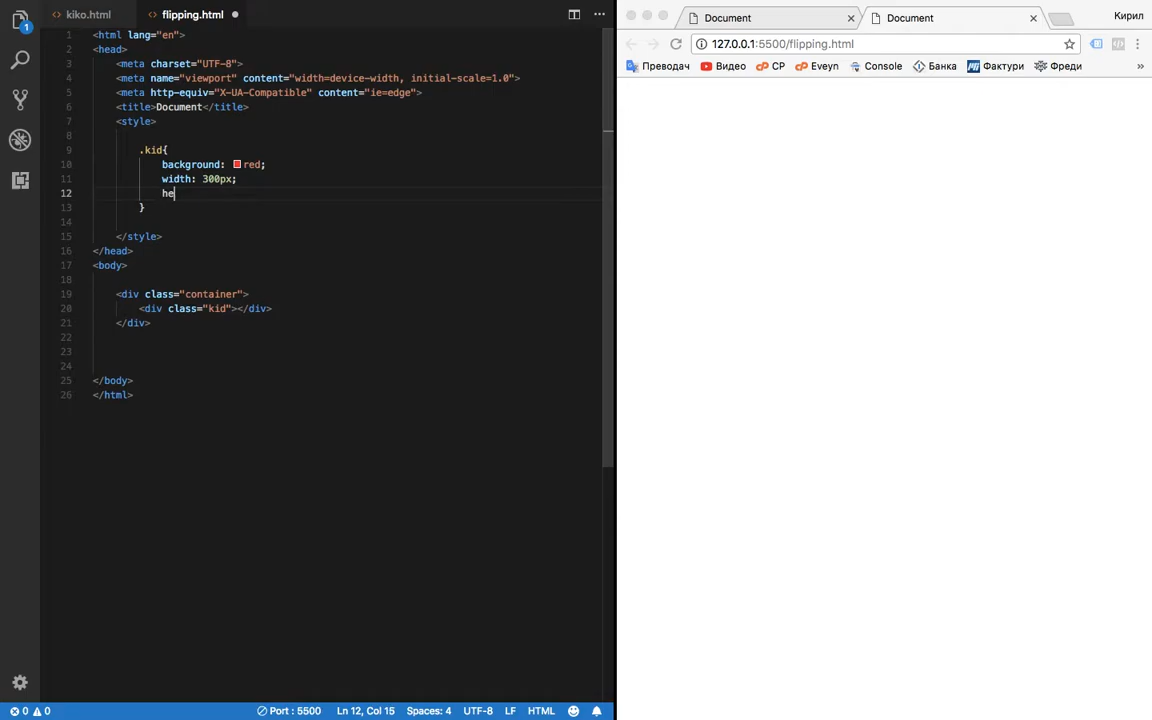 kiko.html
flipping.html
1 <html lang="en">
2 <head>
3 <meta charset="UTF-8">
4 <meta name="viewport" content="width=device-width, initial-scale=1.0">
5 <meta http-equiv="X-UA-Compatible" content="ie=edge">
6 <title>Document</title>
7 <style>
8
9 .kid{
10 background: red;
11 width: 300px;
12 he
13 }
14
15 </style>
16 </head>
17 <body>
18
19 <div class="container">
20 <div class="kid"></div>
21 </div>
22
23
24
25 </body>
26 </html>
1
0 0
Port : 5500
Ln 12, Col 15
Spaces: 4
UTF-8
LF
HTML
Document
Document
Кирил
127.0.0.1:5500/flipping.html
Преводач
Видео
CP
Eveyn
Console
Банка
Фактури
Фреди
»